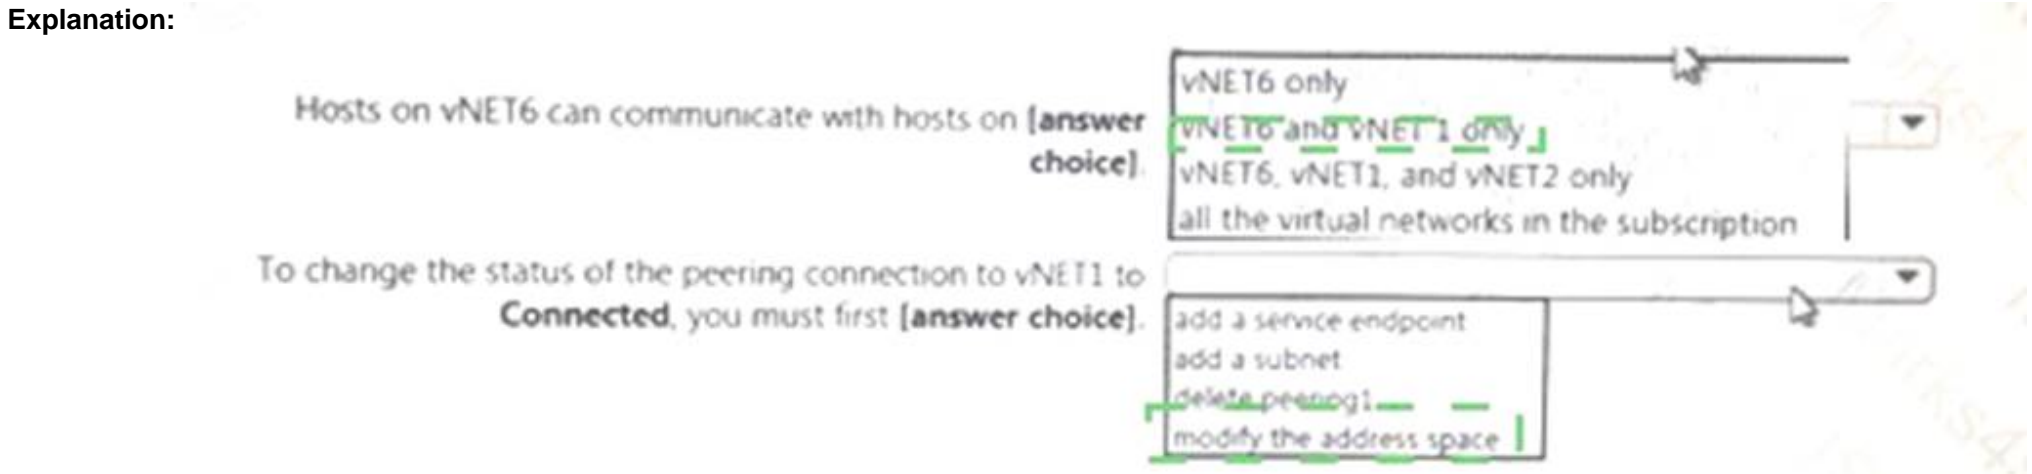 Explanation:
vNET6 only
Hosts on vNET6 can communicate with hosts on [answer
choice].
vNET6 and vNET 1 only
vNET6, vNET1, and vNET2 only
all the virtual networks in the subscription
To change the status of the peering connection to vNET1 to
Connected, you must first [answer choice].
add a service endpoint
add a subnet
delete peering1
modify the address space